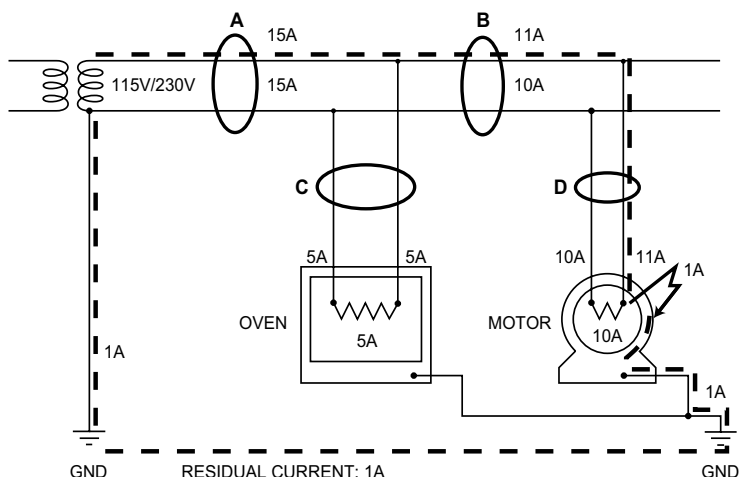 A
B
15A
11A
115V/230V
15A
10A
C
D
5A
5A
10A
11A
1A
OVEN
5A
MOTOR
10A
1A
1A
GND
RESIDUAL CURRENT: 1A
GND